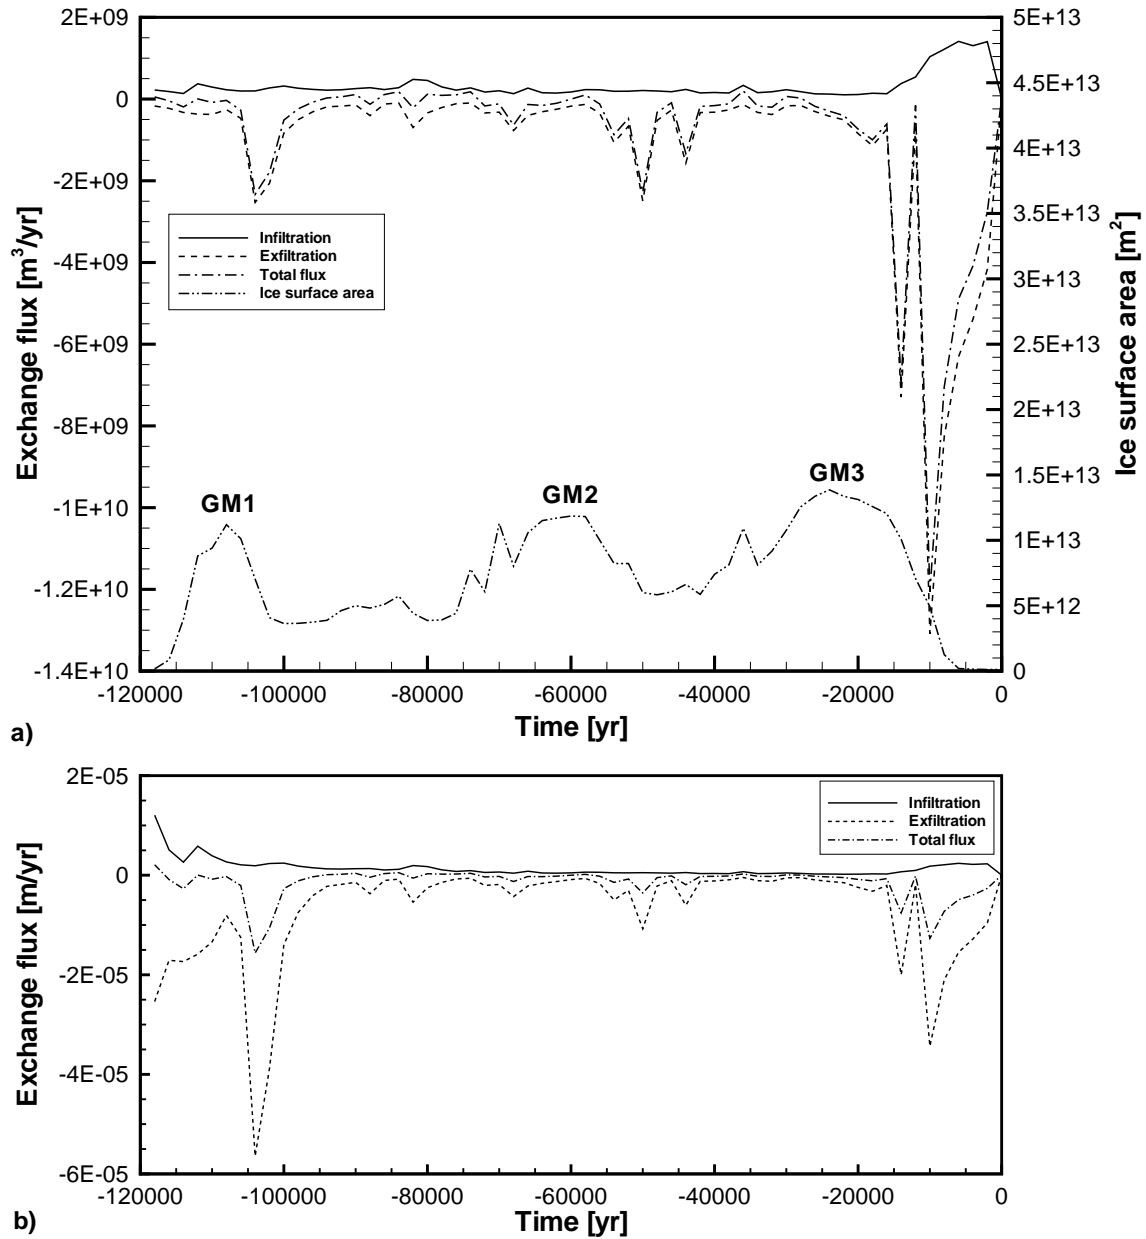 2E+09
0
-2E+09
-4E+09
-6E+09
-8E+09
-1E+10
-1.2E+10
-1.4E+10
Exchange flux [m³/yr]
5E+13
4.5E+13
4E+13
3.5E+13
3E+13
2.5E+13
2E+13
1.5E+13
1E+13
5E+12
0
Ice surface area [m²]
Infiltration
Exfiltration
Total flux
Ice surface area
GM1
GM2
GM3
-120000 -100000 -80000 -60000 -40000 -20000 0
Time [yr]
a)
2E-05
0
-2E-05
-4E-05
-6E-05
Exchange flux [m/yr]
Infiltration
Exfiltration
Total flux
-120000 -100000 -80000 -60000 -40000 -20000 0
Time [yr]
b)